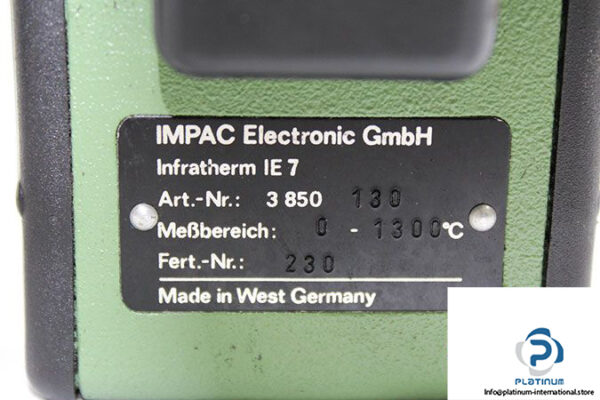 IMPAC Electronic GmbH
Infratherm IE 7
Art.-Nr.: 3 850 130
Meßbereich: 0 - 1300°C
Fert.-Nr.: 230
Made in West Germany
PLATINUM
Info@platinum-international.store